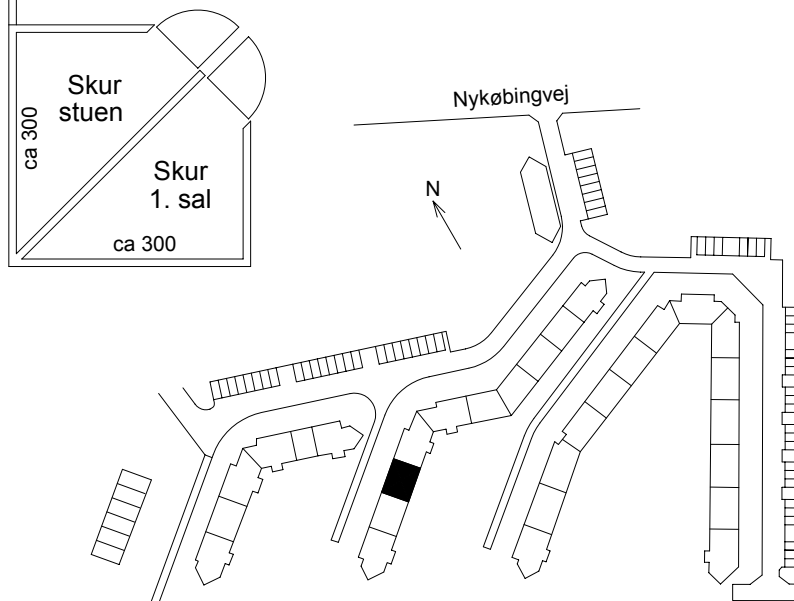 Skur
stuen
ca 300
Skur
1. sal
ca 300
Nykøbingvej
N